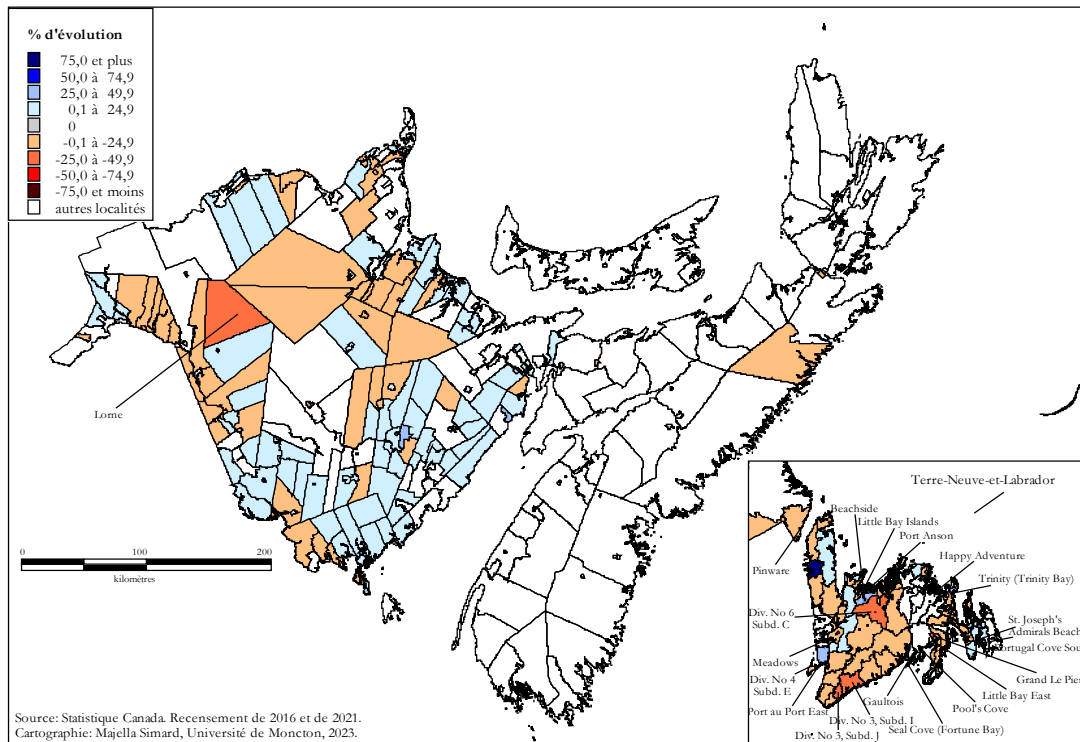 % d'évolution
75,0 et plus
50,0 à 74,9
25,0 à 49,9
0,1 à 24,9
0
-0,1 à -24,9
-25,0 à -49,9
-50,0 à -74,9
-75,0 et moins
autres localités
Lorne
0 100 200
kilomètres
Terre-Neuve-et-Labrador
Beachside
Little Bay Islands
Port Anson
Happy Adventure
Pinware
Trinity (Trinity Bay)
Div. No 6
Subd. C
St. Joseph's
Admirals Beach
Portugal Cove Sou
Meadows
Grand Le Pier
Div. No 4
Subd. E
Little Bay East
Port au Port East
Gaultois
Pool's Cove
Div. No 3, Subd. I
Seal Cove (Fortune Bay)
Div. No 3, Subd. J
Source: Statistique Canada. Recensement de 2016 et de 2021.
Cartographie: Majella Simard, Université de Moncton, 2023.